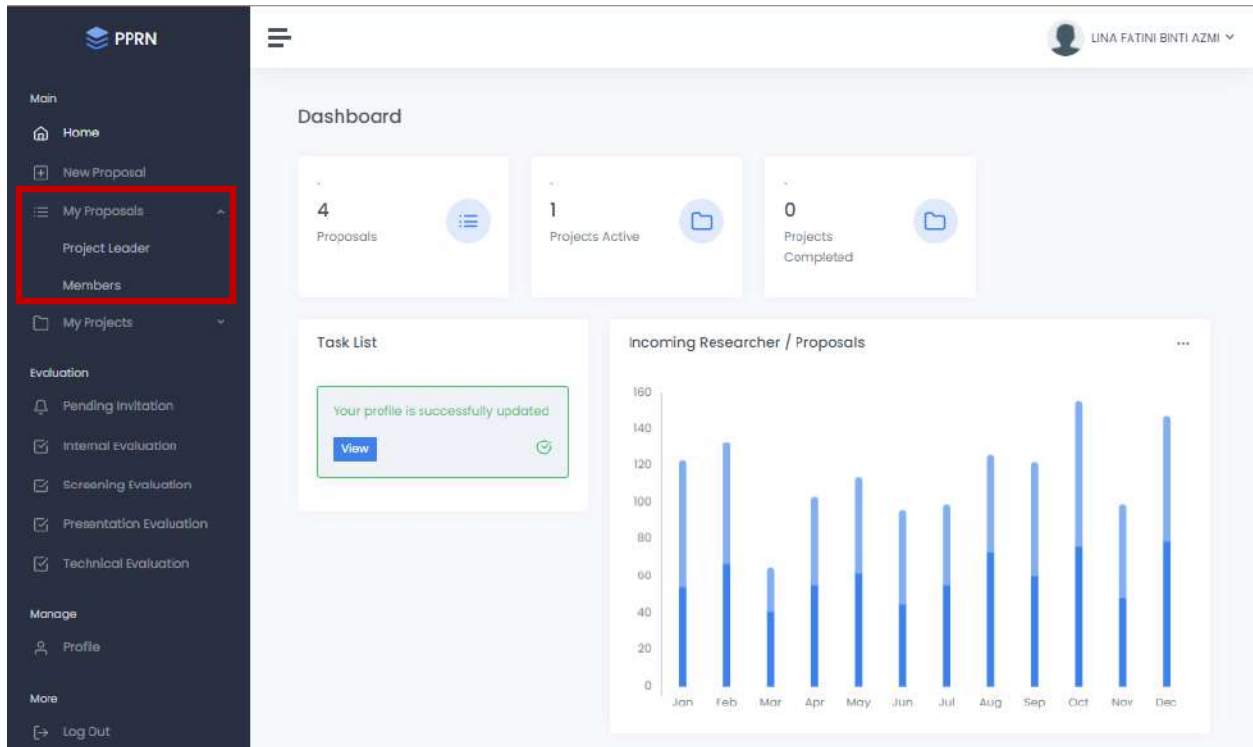 PPRN
LINA FATINI BINTI AZMI
Main
Home
New Proposal
My Proposals
Project Leader
Members
My Projects
Evaluation
Pending Invitation
Internal Evaluation
Screening Evaluation
Presentation Evaluation
Technical Evaluation
Manage
Profile
More
Log Out
Dashboard
4
Proposals
1
Projects Active
0
Projects
Completed
Task List
Your profile is successfully updated
View
Incoming Researcher / Proposals
160
140
120
100
80
60
40
20
0
Jan Feb Mar Apr May Jun Jul Aug Sep Oct Nov Dec